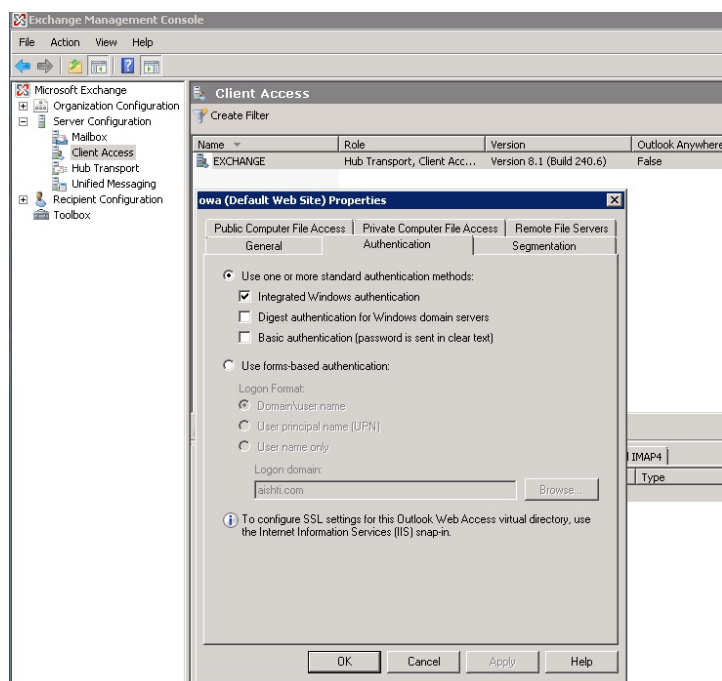 Exchange Management Console
File Action View Help
Microsoft Exchange
Organization Configuration
Server Configuration
Mailbox
Client Access
Hub Transport
Unified Messaging
Recipient Configuration
Toolbox
Client Access
Create Filter
Name Role Version Outlook Anywhere
EXCHANGE Hub Transport, Client Acc... Version 8.1 (Build 240.6) False
owa (Default Web Site) Properties
Public Computer File Access Private Computer File Access Remote File Servers
General Authentication Segmentation
Use one or more standard authentication methods:
Integrated Windows authentication
Digest authentication for Windows domain servers
Basic authentication (password is sent in clear text)
Use forms-based authentication:
Logon Format:
Domain\user name
User principal name (UPN)
User name only
Logon domain:
aishti.com Browse...
To configure SSL settings for this Outlook Web Access virtual directory, use
the Internet Information Services (IIS) snap-in.
OK Cancel Apply Help
IMAP4
Type